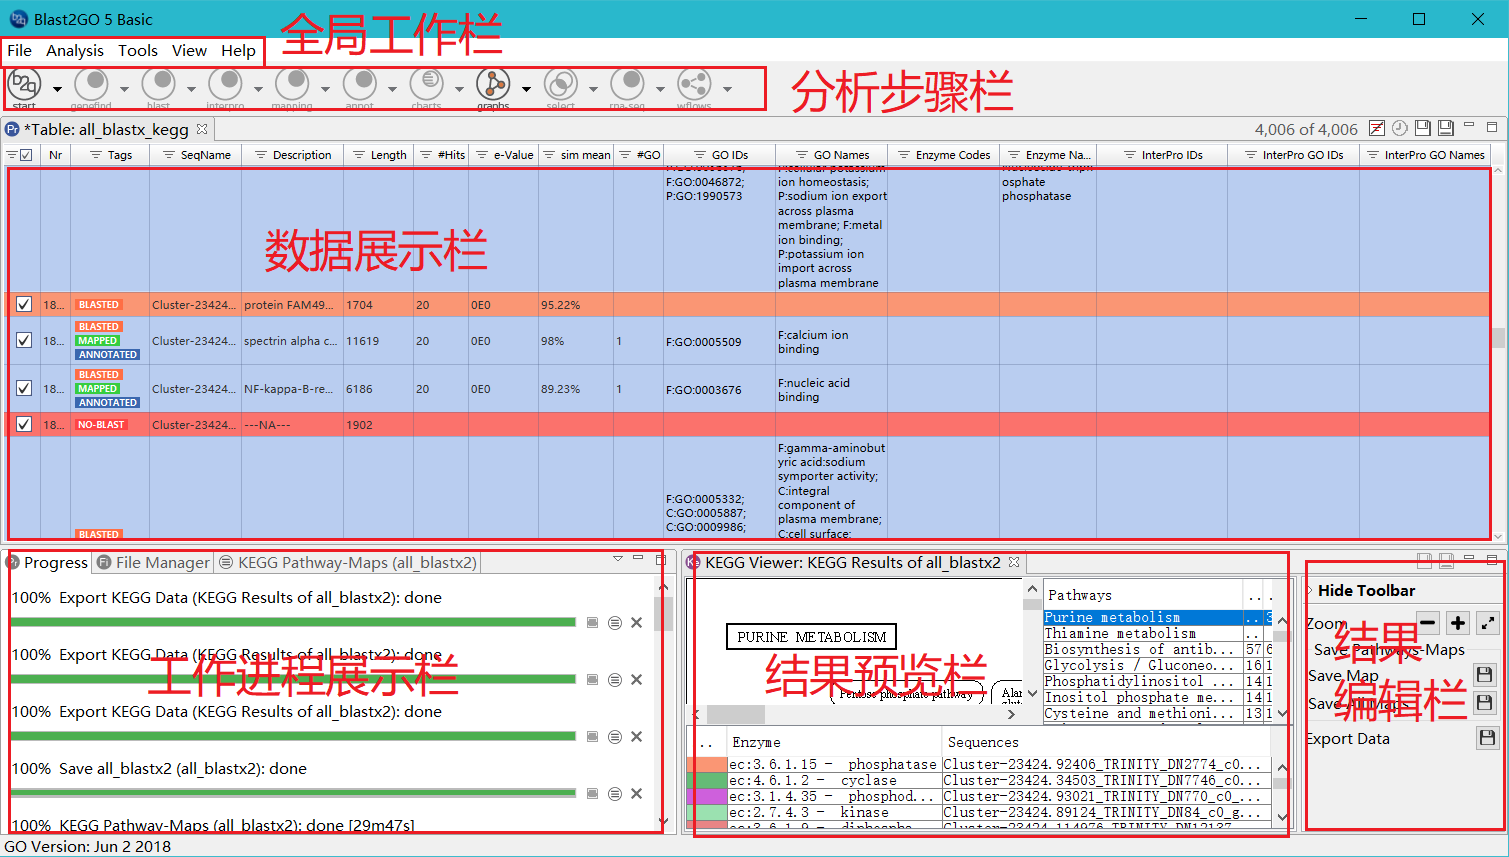 Blast2GO 5 Basic
全局工作栏
File Analysis Tools View Help
分析步骤栏
start genefind blast interpro mapping annot charts graphs select rna-seq wflows
*Table: all_blastx_kegg
4,006 of 4,006
Nr Tags SeqName Description Length #Hits e-Value sim mean #GO GO IDs GO Names Enzyme Codes Enzyme Na... InterPro IDs InterPro GO IDs InterPro GO Names
F:GO:0046872;
P:GO:1990573
P:cellular potassium
ion homeostasis;
P:sodium ion export
across plasma
membrane; F:metal
ion binding;
P:potassium ion
import across
plasma membrane
osphate
phosphatase
数据展示栏
18... BLASTED Cluster-23424... protein FAM49... 1704 20 0E0 95.22%
18... BLASTED MAPPED ANNOTATED Cluster-23424... spectrin alpha c... 11619 20 0E0 98% 1 F:GO:0005509 F:calcium ion binding
18... BLASTED MAPPED ANNOTATED Cluster-23424... NF-kappa-B-re... 6186 20 0E0 89.23% 1 F:GO:0003676 F:nucleic acid binding
18... NO-BLAST Cluster-23424... ---NA--- 1902
BLASTED
F:GO:0005332;
C:GO:0005887;
C:GO:0009986;
F:gamma-aminobut
yric acid:sodium
symporter activity;
C:integral
component of
plasma membrane;
C:cell surface;
Progress File Manager KEGG Pathway-Maps (all_blastx2)
100% Export KEGG Data (KEGG Results of all_blastx2): done
100% Export KEGG Data (KEGG Results of all_blastx2): done
工作进程展示栏
100% Export KEGG Data (KEGG Results of all_blastx2): done
100% Save all_blastx2 (all_blastx2): done
100% KEGG Pathway-Maps (all_blastx2): done [29m47s]
KEGG Viewer: KEGG Results of all_blastx2
PURINE METABOLISM
结果预览栏
Pentose phosphate pathway
Pathways .. .
Purine metabolism .. 3
Thiamine metabolism ..
Biosynthesis of antib... 57 6
Glycolysis / Gluconeo... 16 1
Phosphatidylinositol ... 14 1
Inositol phosphate me... 14 1
Cysteine and methioni... 13 1
.. Enzyme Sequences
ec:3.6.1.15 - phosphatase Cluster-23424.92406_TRINITY_DN2774_c0...
ec:4.6.1.2 - cyclase Cluster-23424.34503_TRINITY_DN7746_c0...
ec:3.1.4.35 - phosphod... Cluster-23424.93021_TRINITY_DN770_c0_...
ec:2.7.4.3 - kinase Cluster-23424.89124_TRINITY_DN84_c0_g...
ec:3.6.1.9 - diphospha... Cluster-23424.114976_TRINITY_DN12137...
Hide Toolbar
Zoom
结果
编辑栏
Save Pathways-Maps
Save Map
Save All Maps
Export Data
GO Version: Jun 2 2018